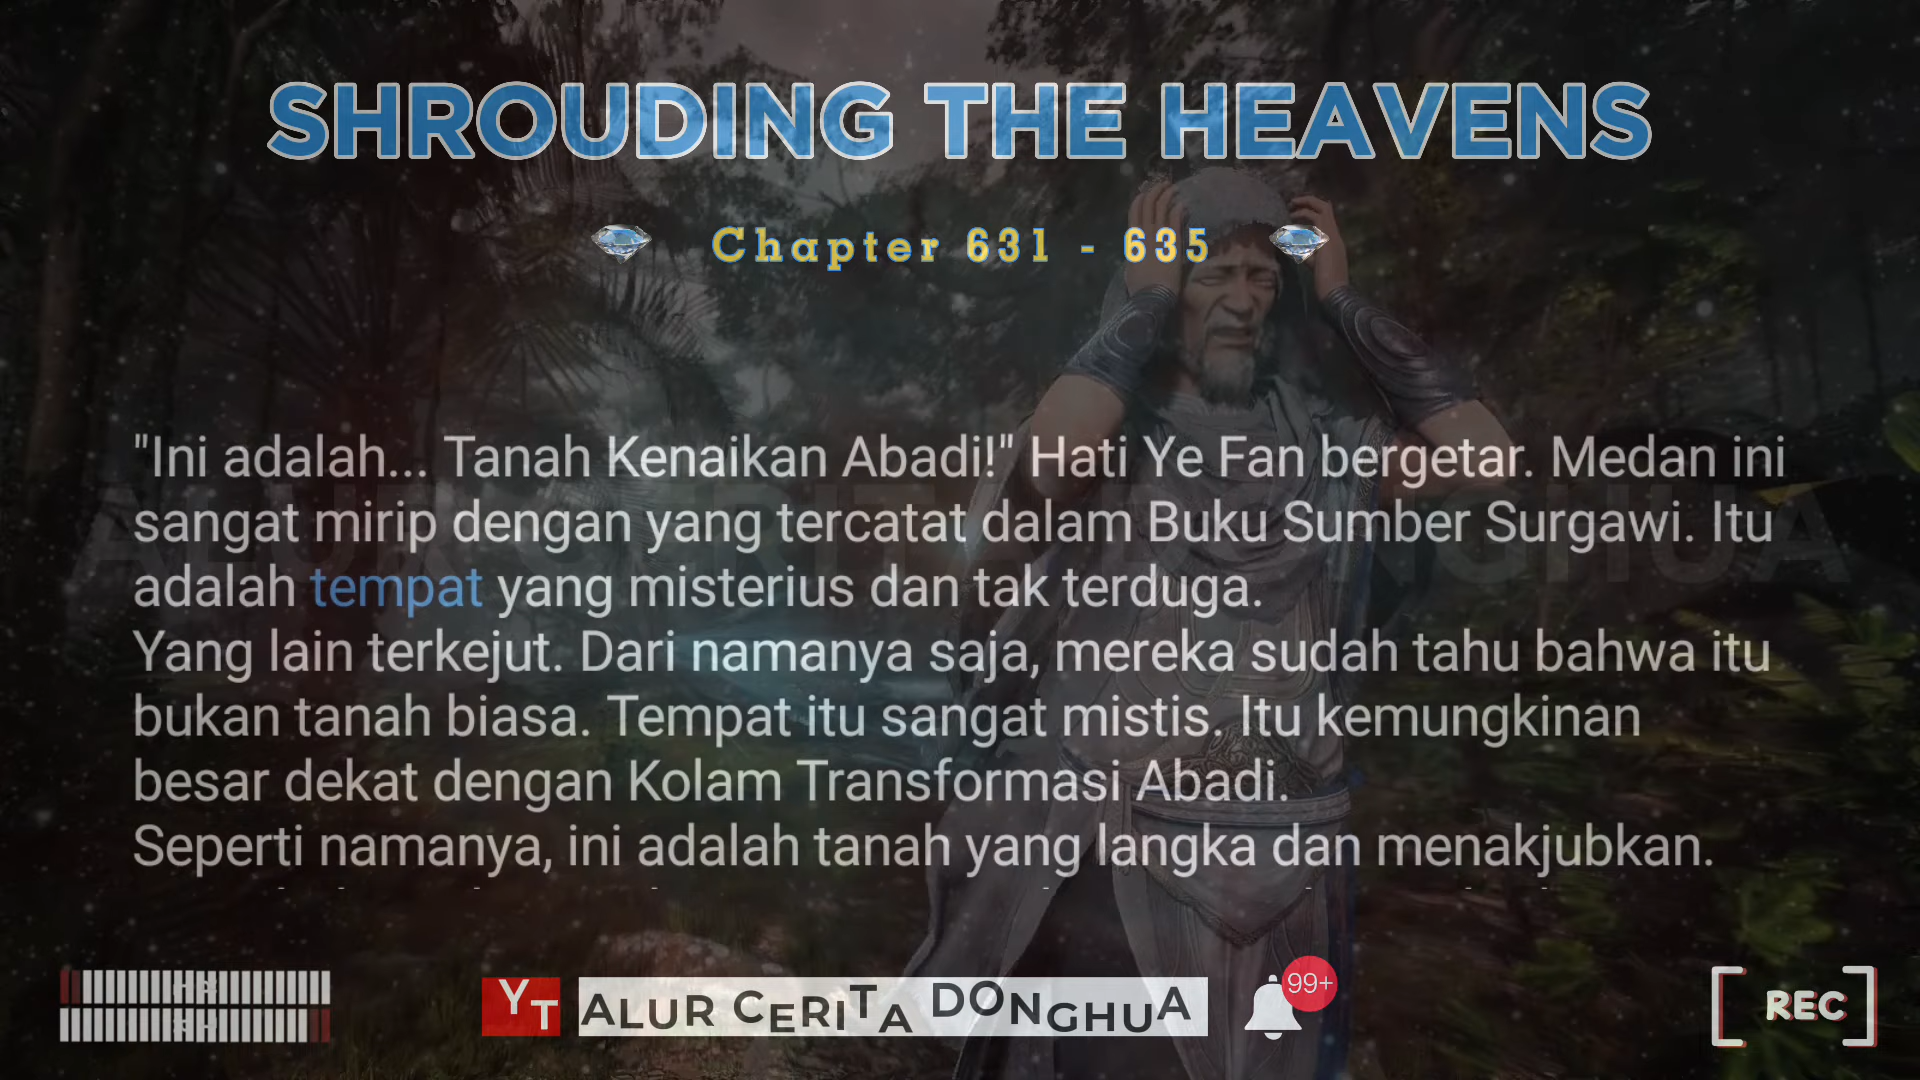 SHROUDING THE HEAVENS
Chapter 631 - 635
"Ini adalah... Tanah Kenaikan Abadi!" Hati Ye Fan bergetar. Medan ini
sangat mirip dengan yang tercatat dalam Buku Sumber Surgawi. Itu
adalah tempat yang misterius dan tak terduga.
Yang lain terkejut. Dari namanya saja, mereka sudah tahu bahwa itu
bukan tanah biasa. Tempat itu sangat mistis. Itu kemungkinan
besar dekat dengan Kolam Transformasi Abadi.
Seperti namanya, ini adalah tanah yang langka dan menakjubkan.
ALUR CERITA DONGHUA
YT ALUR CERITA DONGHUA 99+
REC